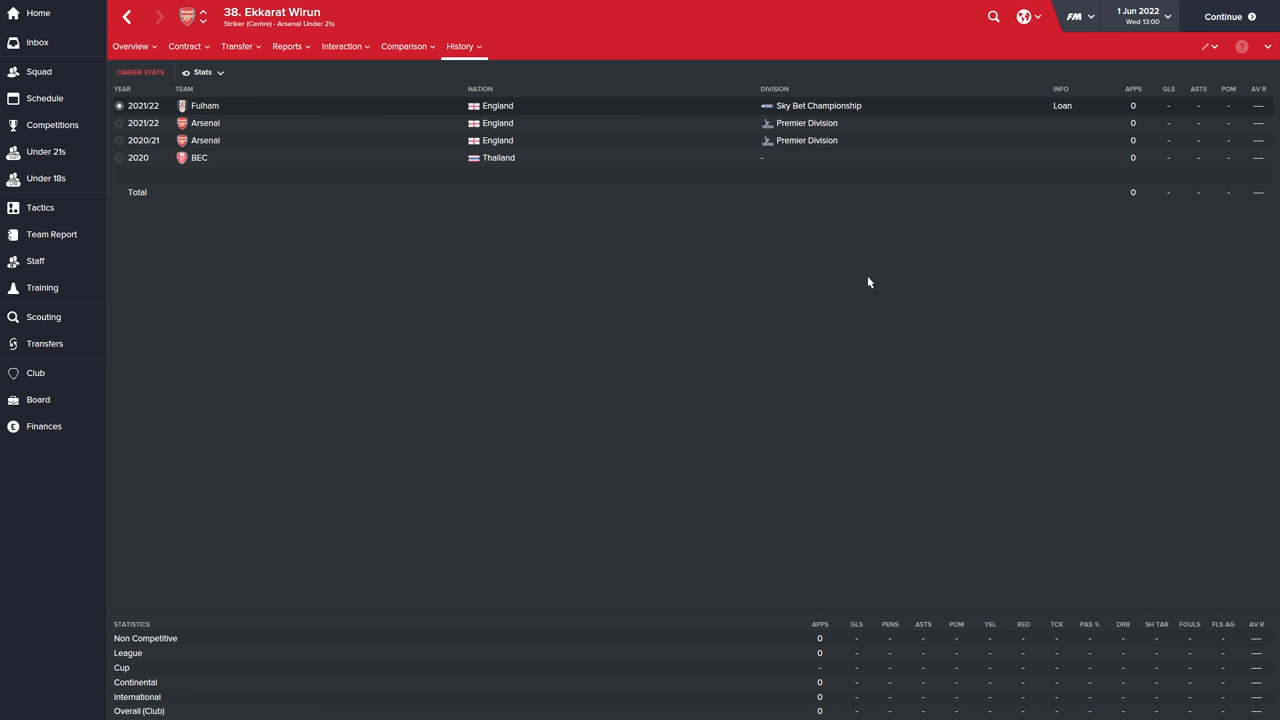 Home
Inbox
Squad
Schedule
Competitions
Under 21s
Under 18s
Tactics
Team Report
Staff
Training
Scouting
Transfers
Club
Board
Finances
38. Ekkarat Wirun
Striker (Centre) - Arsenal Under 21s
FM
1 Jun 2022
Wed 13:00
Continue
Overview Contract Transfer Reports Interaction Comparison History
CAREER STATS Stats
YEAR TEAM NATION DIVISION INFO APPS GLS ASTS POM AV R
2021/22 Fulham England Sky Bet Championship Loan 0 - - - ----
2021/22 Arsenal England Premier Division 0 - - - ----
2020/21 Arsenal England Premier Division 0 - - - ----
2020 BEC Thailand - 0 - - - ----
Total 0 - - - ----
STATISTICS APPS GLS PENS ASTS POM YEL RED TCK PAS % DRB SH TAR FOULS FLS AG AV R
Non Competitive 0 - - - - - - - - - - - - ----
League 0 - - - - - - - - - - - - ----
Cup - - - - - - - - - - - - - ----
Continental 0 - - - - - - - - - - - - ----
International 0 - - - - - - - - - - - - ----
Overall (Club) 0 - - - - - - - - - - - - ----